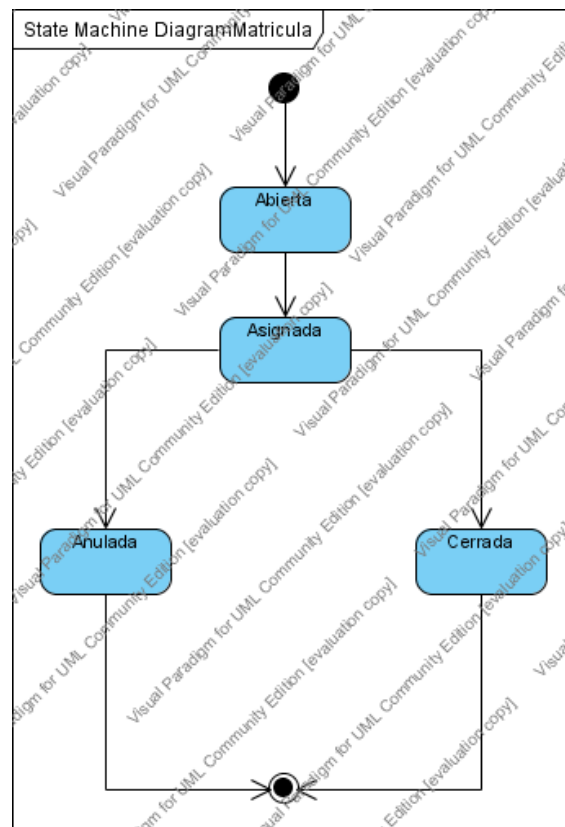 State Machine DiagramMatricula
Abierta
Asignada
Anulada
Cerrada
Visual Paradigm for UML Community Edition [evaluation copy]